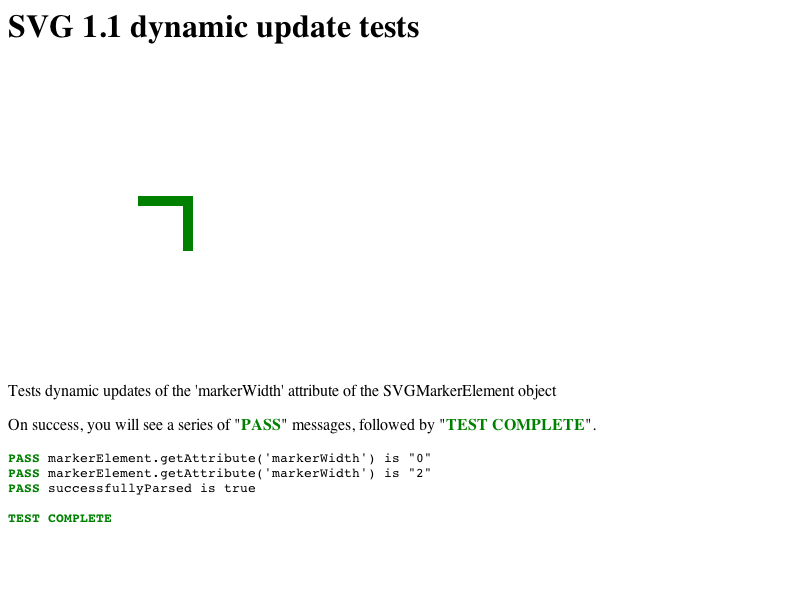 SVG 1.1 dynamic update tests
Tests dynamic updates of the 'markerWidth' attribute of the SVGMarkerElement object
On success, you will see a series of "PASS" messages, followed by "TEST COMPLETE".
PASS markerElement.getAttribute('markerWidth') is "0"
PASS markerElement.getAttribute('markerWidth') is "2"
PASS successfullyParsed is true
TEST COMPLETE